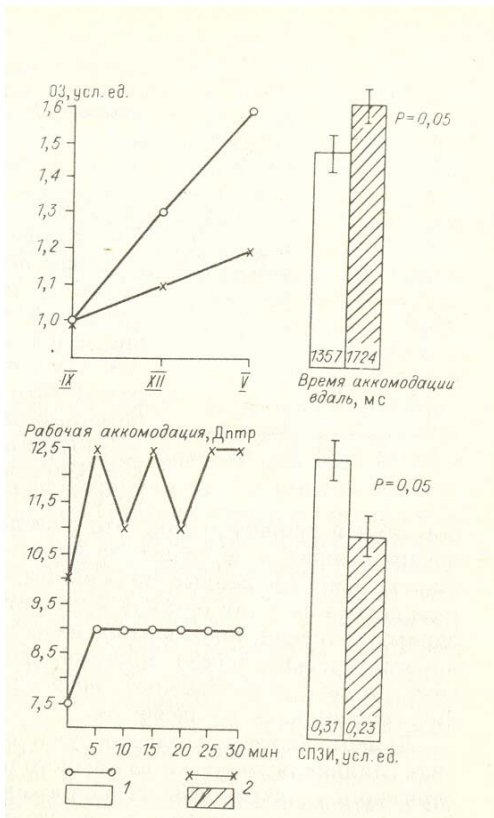 ОЗ, усл. ед.
1,6
1,5
1,4
1,3
1,2
1,1
1,0
IX XII V
P=0,05
1357 1724
Время аккомодации
вдаль, мс
Рабочая аккомодация, Дптр
12,5
11,5
10,5
9,5
8,5
7,5
5 10 15 20 25 30 мин
P=0,05
0,31 0,23
СПЗИ, усл. ед.
1 2